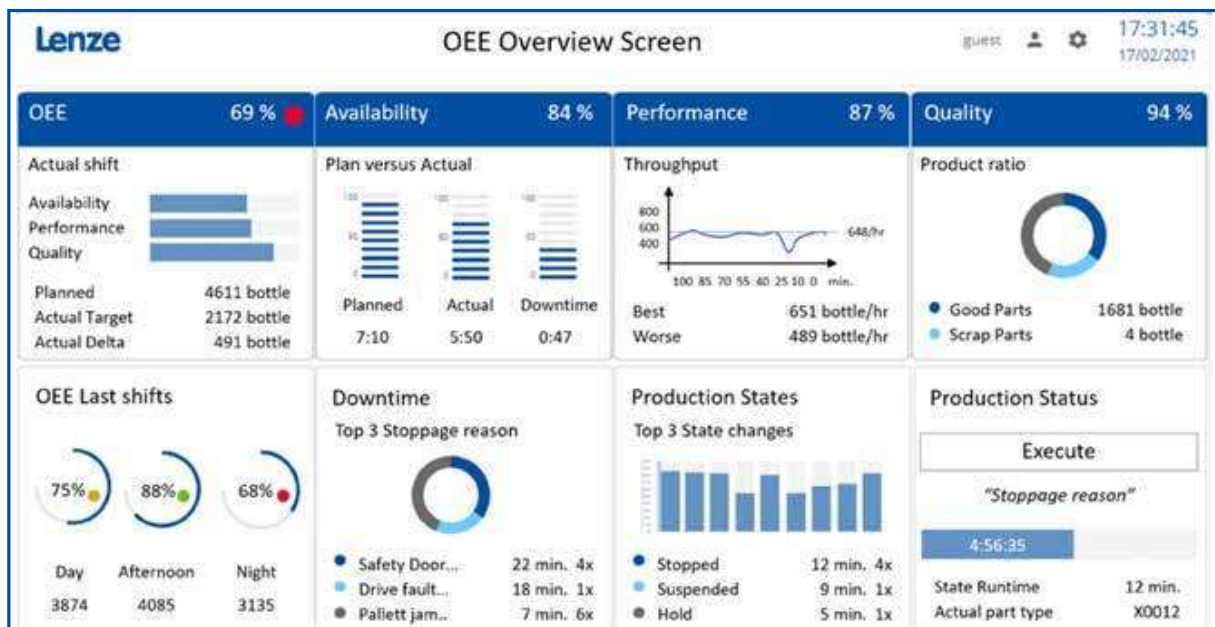 Lenze
OEE Overview Screen
guest
17:31:45
17/02/2021
OEE 69 %
Actual shift
Availability
Performance
Quality
Planned 4611 bottle
Actual Target 2172 bottle
Actual Delta 491 bottle
Availability 84 %
Plan versus Actual
Planned Actual Downtime
7:10 5:50 0:47
Performance 87 %
Throughput
800
600
400
648/hr
100 85 70 55 40 25 10 0 min.
Best 651 bottle/hr
Worse 489 bottle/hr
Quality 94 %
Product ratio
Good Parts 1681 bottle
Scrap Parts 4 bottle
OEE Last shifts
75% 88% 68%
Day Afternoon Night
3874 4085 3135
Downtime
Top 3 Stoppage reason
Safety Door... 22 min. 4x
Drive fault... 18 min. 1x
Pallett jam.. 7 min. 6x
Production States
Top 3 State changes
Stopped 12 min. 4x
Suspended 9 min. 1x
Hold 5 min. 1x
Production Status
Execute
"Stoppage reason"
4:56:35
State Runtime 12 min.
Actual part type X0012